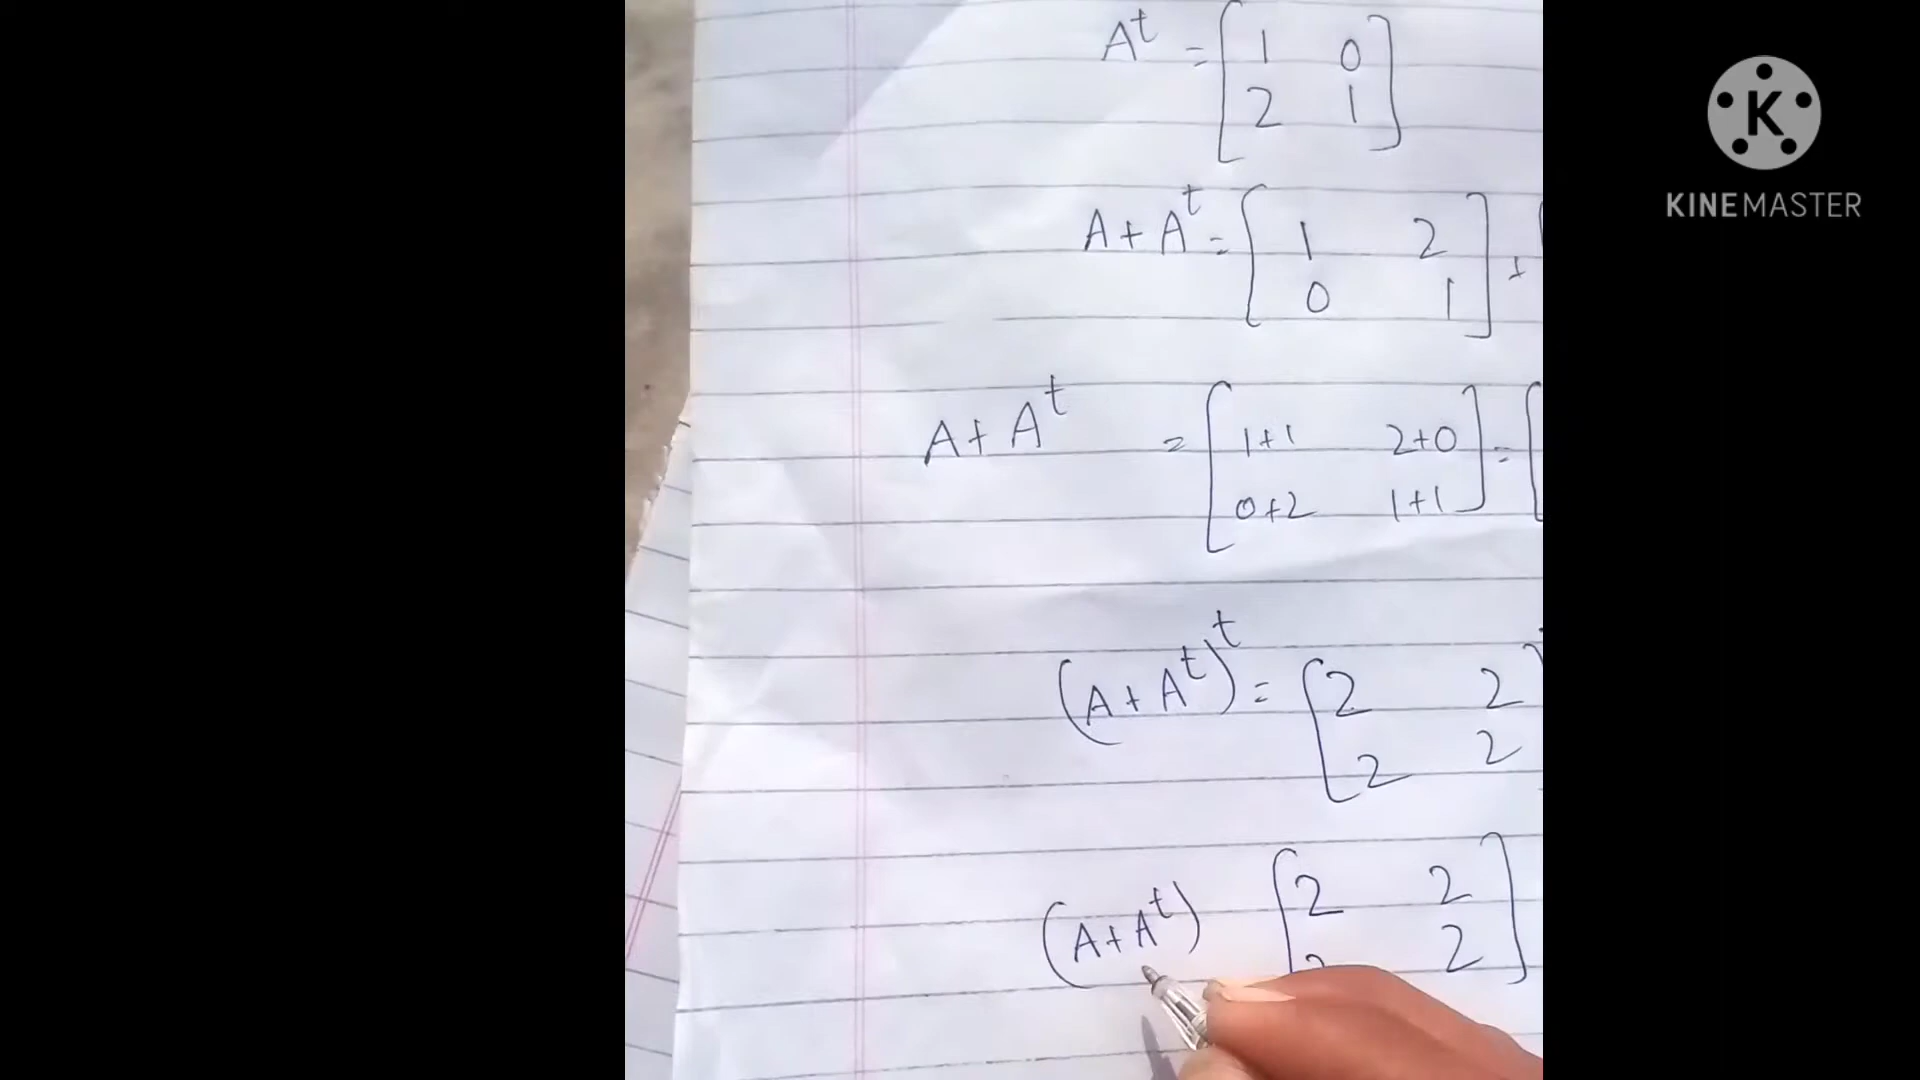 A^t = [1 0
2 1]
A + A^t = [1 2
0 1] + [
A + A^t = [1+1 2+0
0+2 1+1] = [
(A + A^t)^t = [2 2
2 2
(A + A^t) [2 2
2 2]
K
KINEMASTER